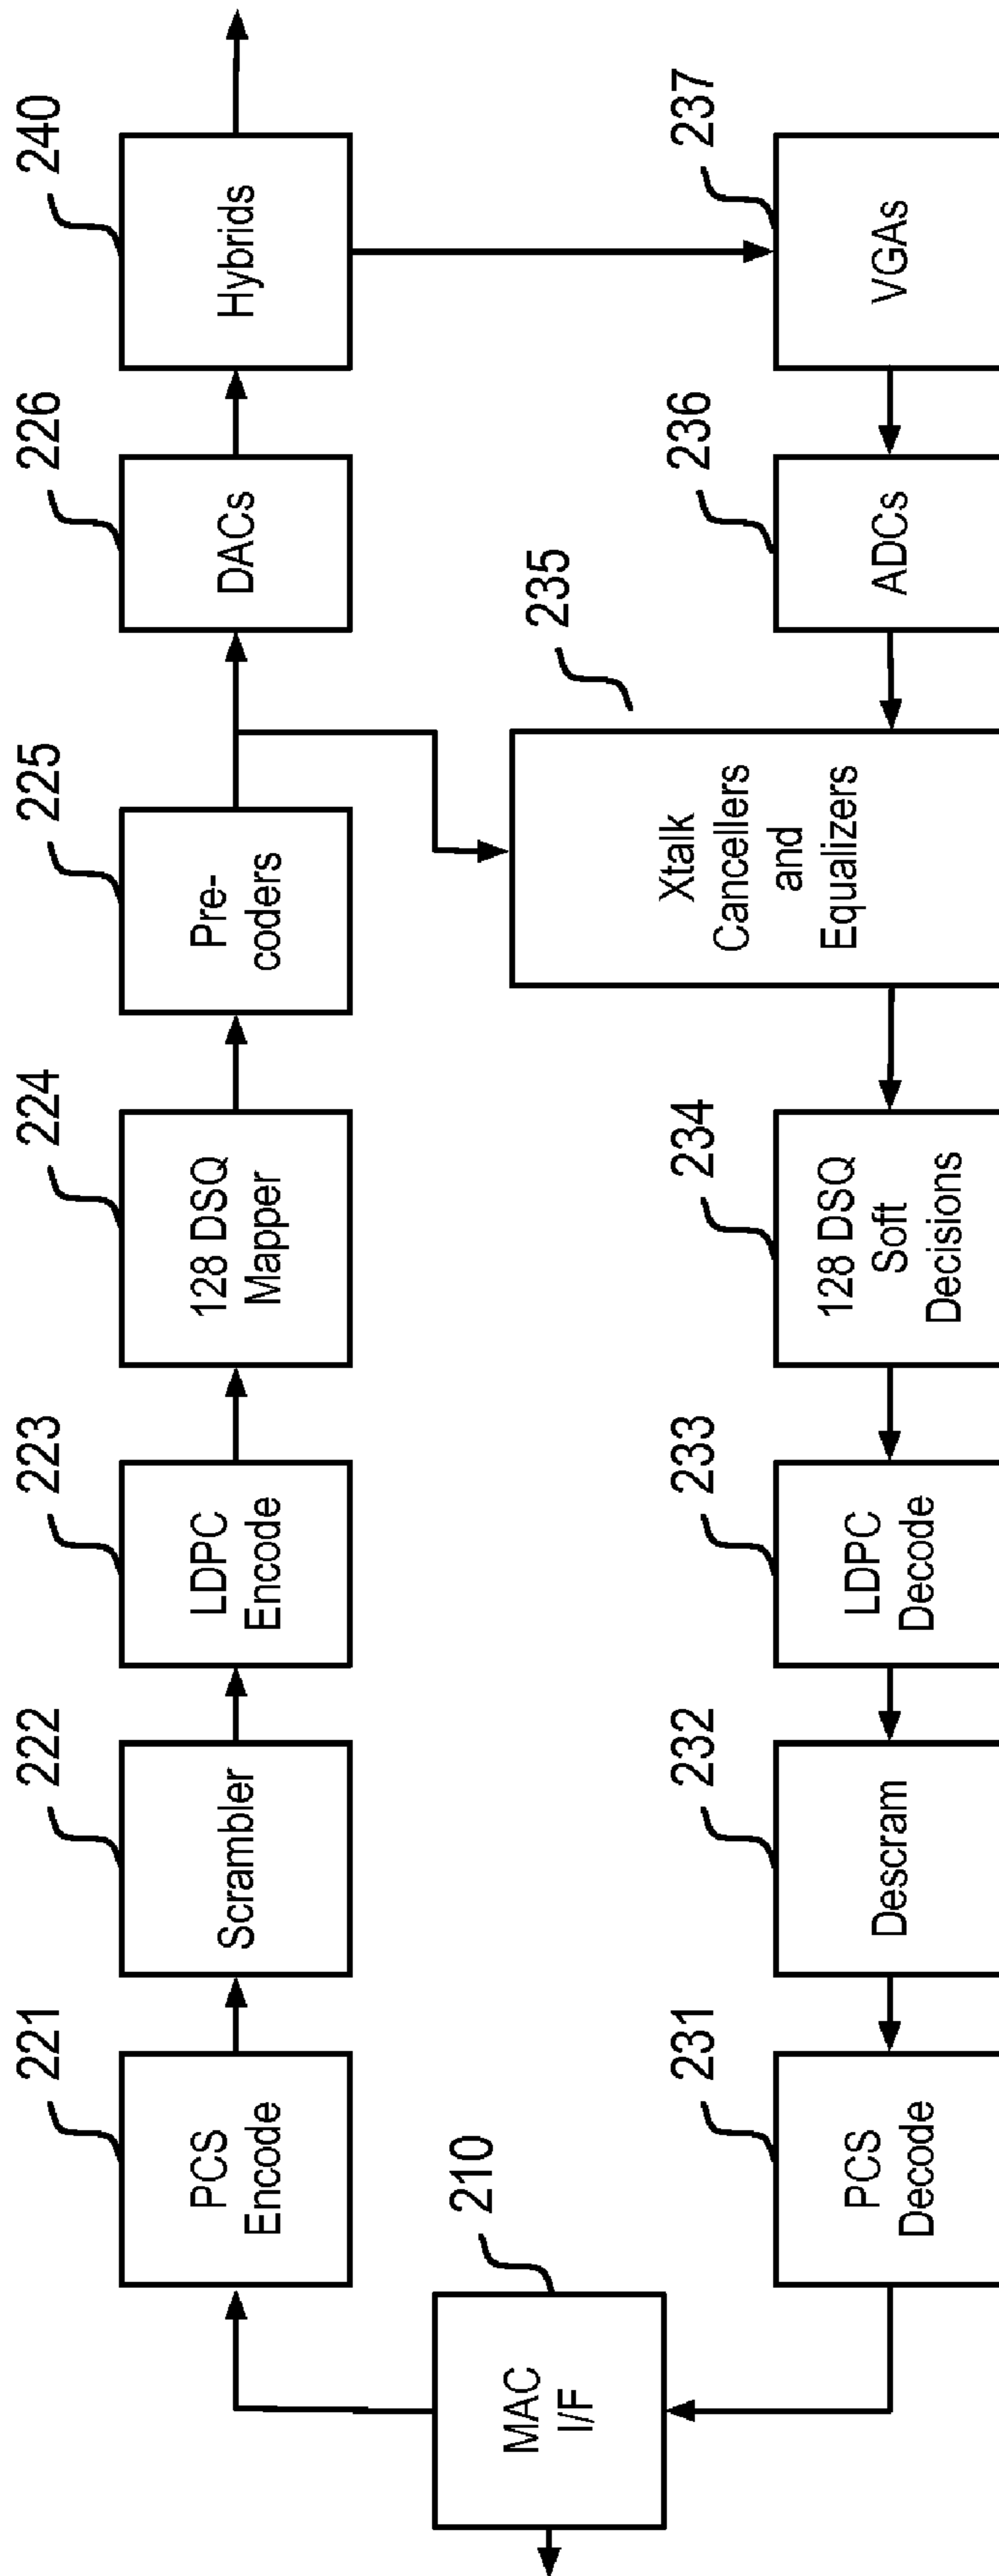 221
PCS
Encode
222
Scrambler
223
LDPC
Encode
224
128 DSQ
Mapper
225
Pre-
coders
226
DACs
240
Hybrids
210
MAC
I/F
235
Xtalk
Cancellers
and
Equalizers
231
PCS
Decode
232
Descram
233
LDPC
Decode
234
128 DSQ
Soft
Decisions
236
ADCs
237
VGAs